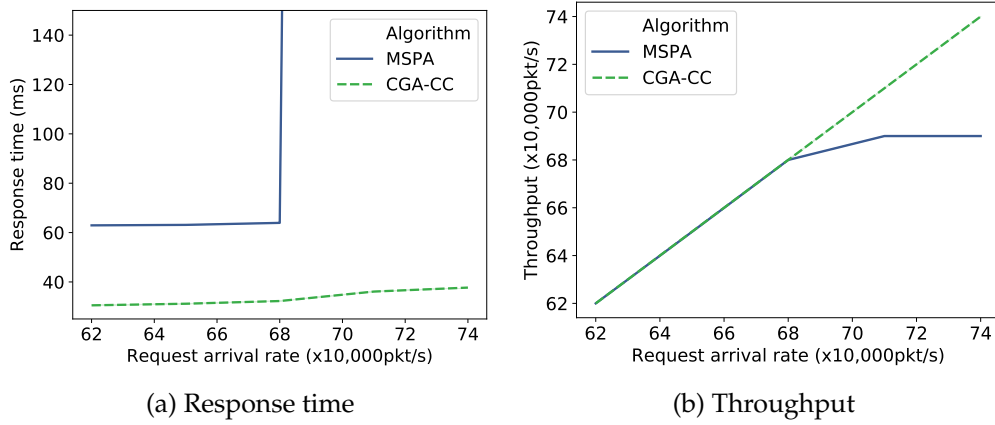 140
120
100
80
60
40
Response time (ms)
62 64 66 68 70 72 74
Request arrival rate (x10,000pkt/s)
Algorithm
MSPA
CGA-CC
(a) Response time
74
72
70
68
66
64
62
Throughput (x10,000pkt/s)
62 64 66 68 70 72 74
Request arrival rate (x10,000pkt/s)
Algorithm
MSPA
CGA-CC
(b) Throughput